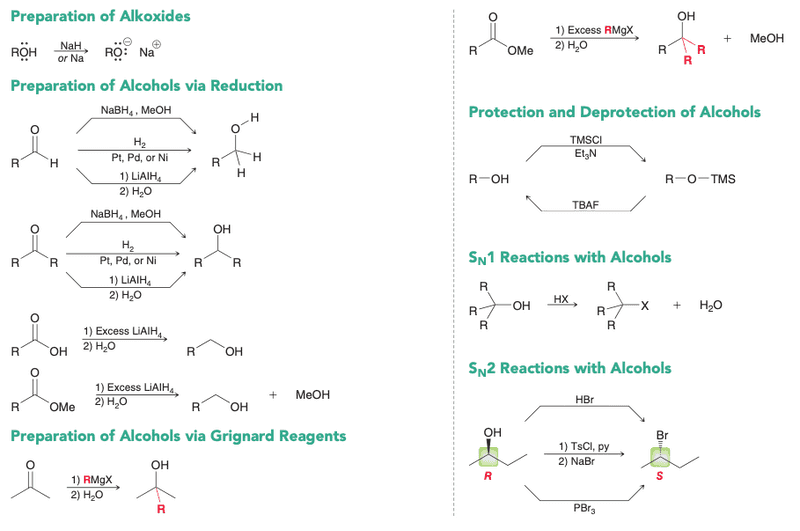 Preparation of Alkoxides
ROH
NaH
or Na
RO ⊖ Na ⊕
Preparation of Alcohols via Reduction
O
R H
NaBH₄ , MeOH
H₂
Pt, Pd, or Ni
1) LiAlH₄
2) H₂O
O H
R H
H
O
R R
NaBH₄ , MeOH
H₂
Pt, Pd, or Ni
1) LiAlH₄
2) H₂O
OH
R R
O
R OH
1) Excess LiAlH₄
2) H₂O
R OH
O
R OMe
1) Excess LiAlH₄
2) H₂O
R OH + MeOH
Preparation of Alcohols via Grignard Reagents
O
1) RMgX
2) H₂O
OH
R
O
R OMe
1) Excess RMgX
2) H₂O
OH
R R
R
+ MeOH
Protection and Deprotection of Alcohols
R—OH
TMSCl
Et₃N
TBAF
R—O—TMS
Sɴ1 Reactions with Alcohols
R
R OH
R
HX
R
R X
R
+ H₂O
Sɴ2 Reactions with Alcohols
OH
R
HBr
1) TsCl, py
2) NaBr
PBr₃
Br
S